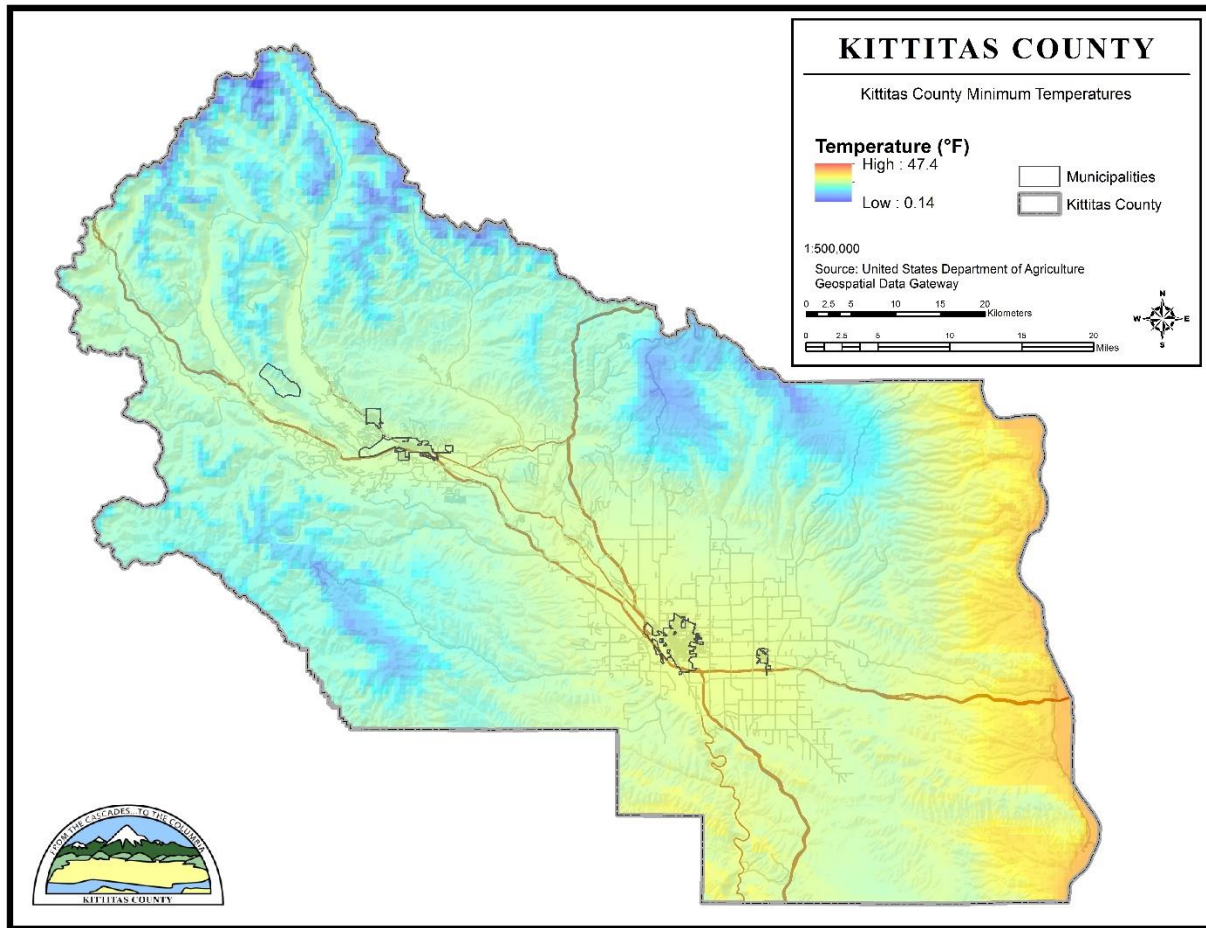 KITTITAS COUNTY
Kittitas County Minimum Temperatures
Temperature (°F)
High : 47.4
Low : 0.14
Municipalities
Kittitas County
1:500,000
Source: United States Department of Agriculture
Geospatial Data Gateway
0 2.5 5 10 15 20
Kilometers
0 2.5 5 10 15 20
Miles
N
W E
S
FROM THE CASCADES...TO THE COLUMBIA
KITTITAS COUNTY